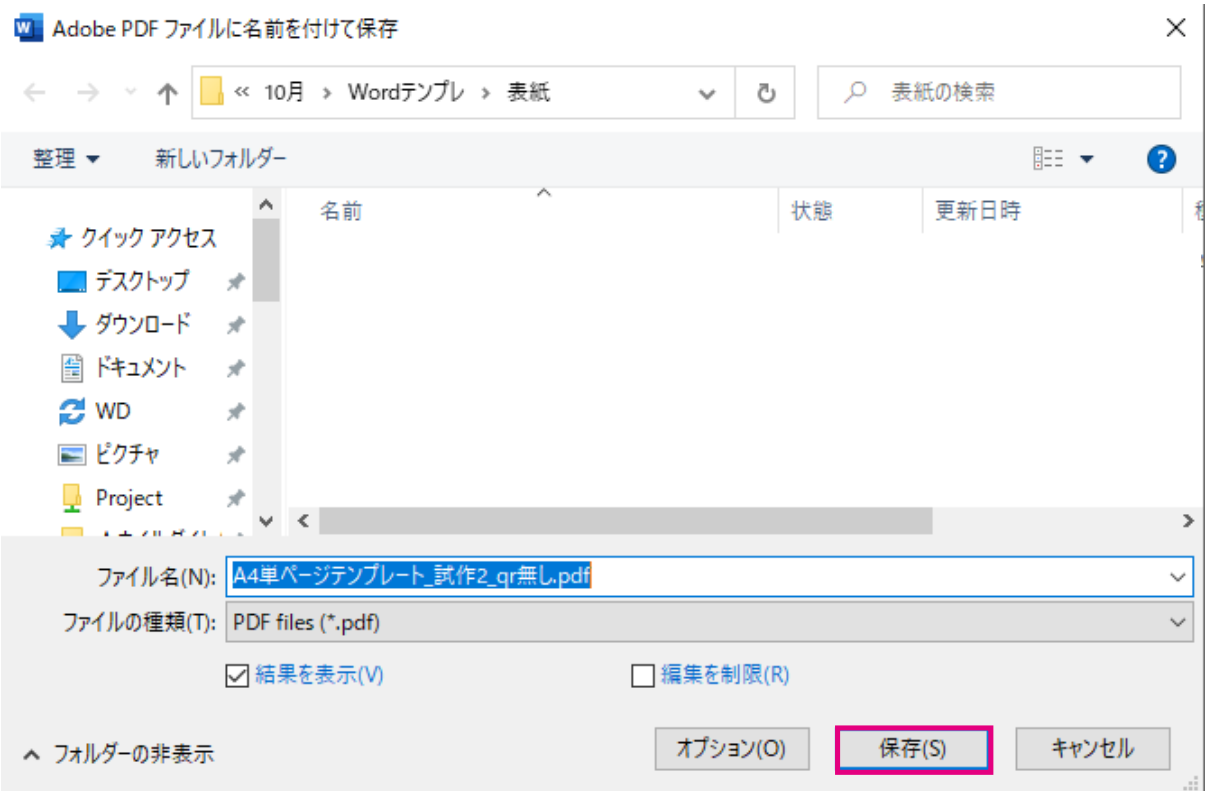 Adobe PDF ファイルに名前を付けて保存
« 10月 › Wordテンプレ › 表紙
表紙の検索
整理
新しいフォルダー
名前
状態
更新日時
クイック アクセス
デスクトップ
ダウンロード
ドキュメント
WD
ピクチャ
Project
ファイル名(N):
A4単ページテンプレート_試作2_qr無し.pdf
ファイルの種類(T):
PDF files (*.pdf)
結果を表示(V)
編集を制限(R)
フォルダーの非表示
オプション(O)
保存(S)
キャンセル